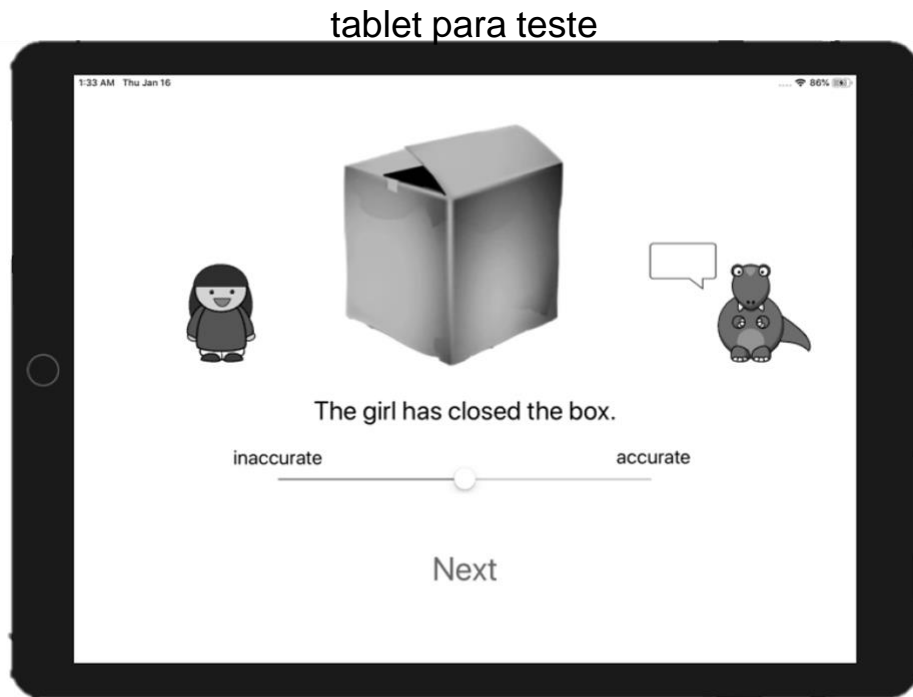 tablet para teste
1:33 AM Thu Jan 16
86%
The girl has closed the box.
inaccurate accurate
Next